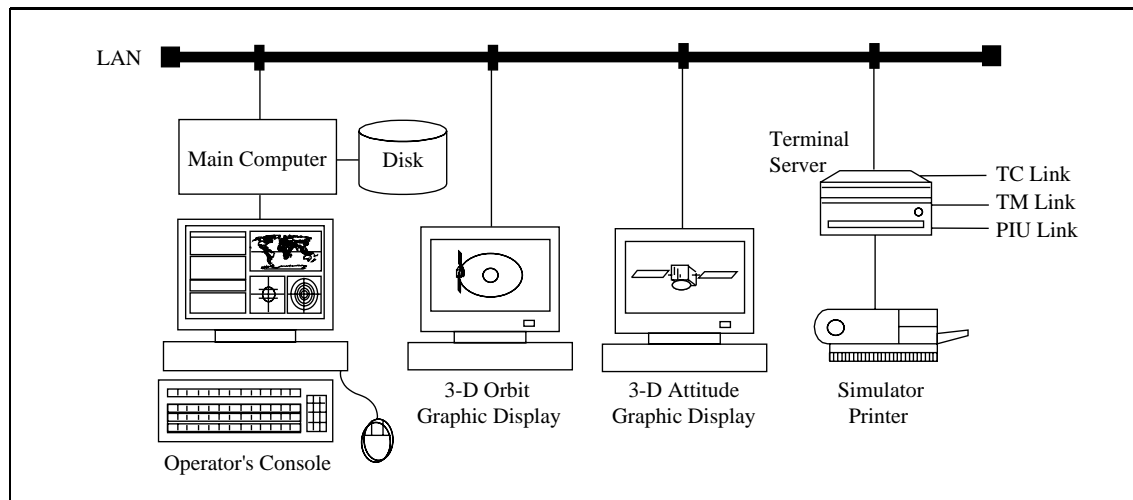 LAN
Main Computer
Disk
Terminal
Server
TC Link
TM Link
PIU Link
3-D Orbit
Graphic Display
3-D Attitude
Graphic Display
Simulator
Printer
Operator's Console